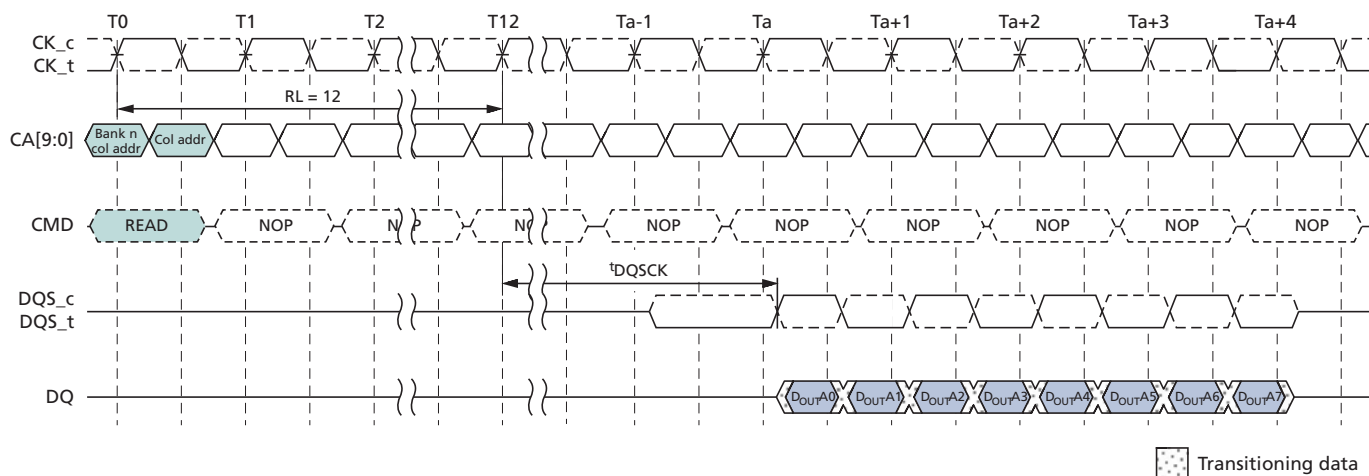 T0 T1 T2 T12 Ta-1 Ta Ta+1 Ta+2 Ta+3 Ta+4
CK_c
CK_t
RL = 12
CA[9:0] Bank n col addr Col addr
CMD READ NOP NOP NOP NOP NOP NOP NOP NOP NOP
tDQSCK
DQS_c
DQS_t
DQ DOUTA0 DOUTA1 DOUTA2 DOUTA3 DOUTA4 DOUTA5 DOUTA6 DOUTA7
Transitioning data